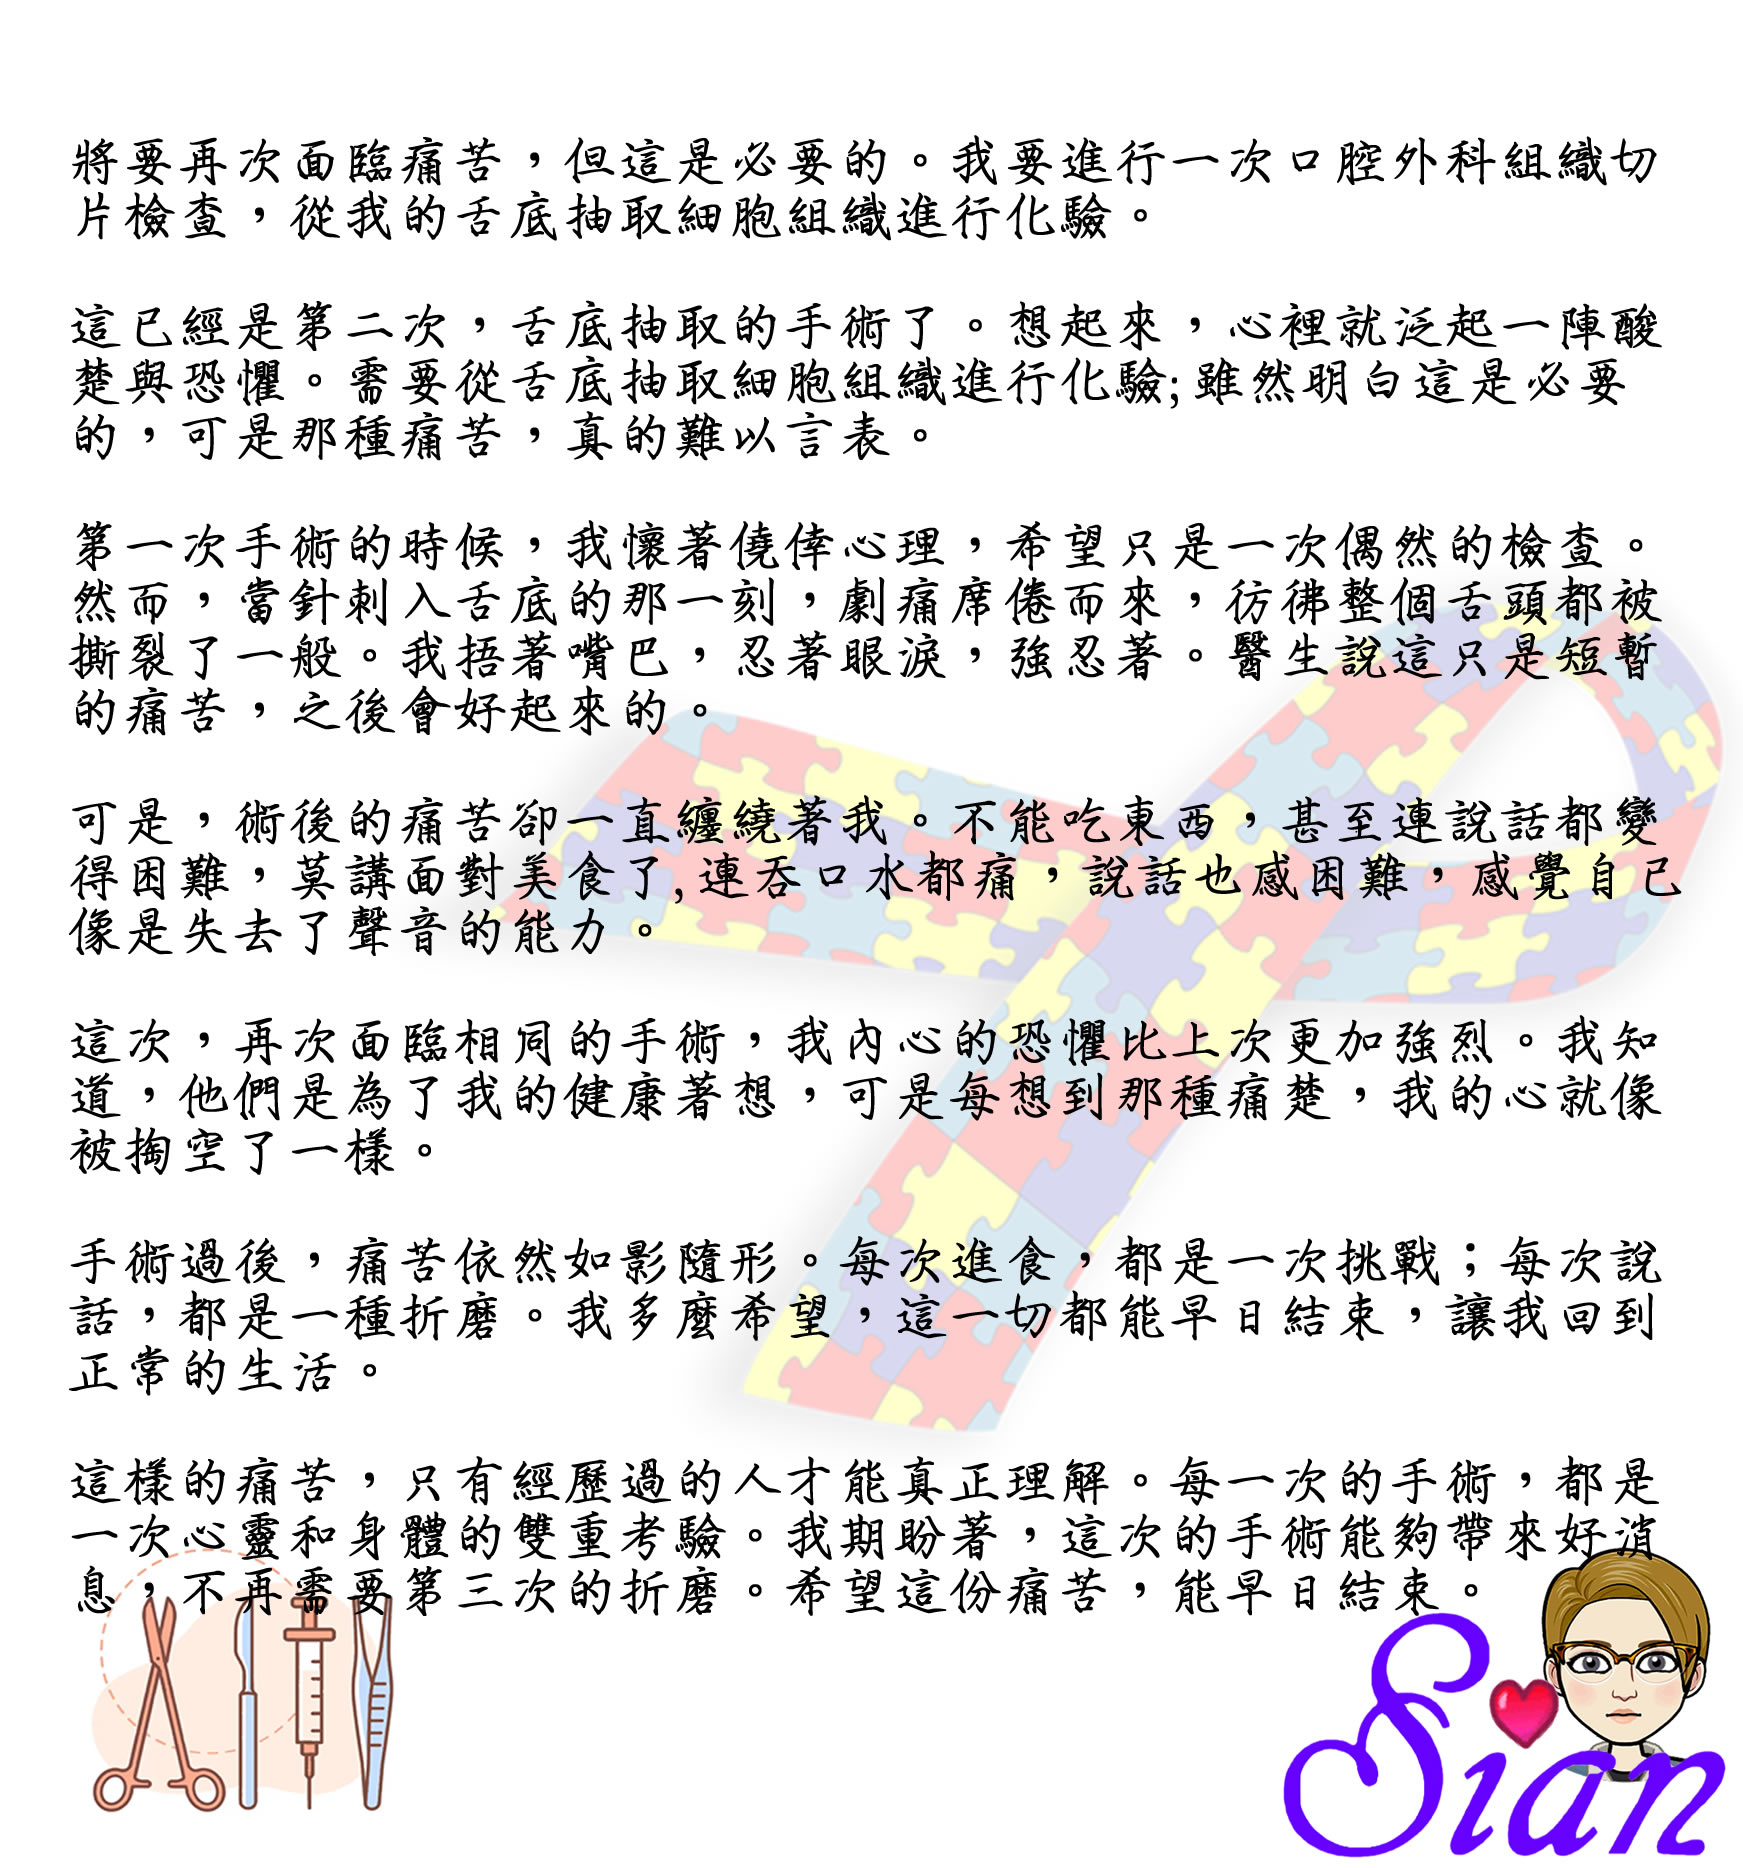 將要再次面臨痛苦，但這是必要的。我要進行一次口腔外科組織切
片檢查，從我的舌底抽取細胞組織進行化驗。
這已經是第二次，舌底抽取的手術了。想起來，心裡就泛起一陣酸
楚與恐懼。需要從舌底抽取細胞組織進行化驗;雖然明白這是必要
的，可是那種痛苦，真的難以言表。
第一次手術的時候，我懷著僥倖心理，希望只是一次偶然的檢查。
然而，當針刺入舌底的那一刻，劇痛席倦而來，彷彿整個舌頭都被
撕裂了一般。我捂著嘴巴，忍著眼淚，強忍著。醫生說這只是短暫
的痛苦，之後會好起來的。
可是，術後的痛苦卻一直纏繞著我。不能吃東西，甚至連說話都變
得困難，莫講面對美食了,連吞口水都痛，說話也感困難，感覺自己
像是失去了聲音的能力。
這次，再次面臨相同的手術，我內心的恐懼比上次更加強烈。我知
道，他們是為了我的健康著想，可是每想到那種痛楚，我的心就像
被掏空了一樣。
手術過後，痛苦依然如影隨形。每次進食，都是一次挑戰；每次說
話，都是一種折磨。我多麼希望，這一切都能早日結束，讓我回到
正常的生活。
這樣的痛苦，只有經歷過的人才能真正理解。每一次的手術，都是
一次心靈和身體的雙重考驗。我期盼著，這次的手術能夠帶來好消
息，不再需要第三次的折磨。希望這份痛苦，能早日結束。
Sian